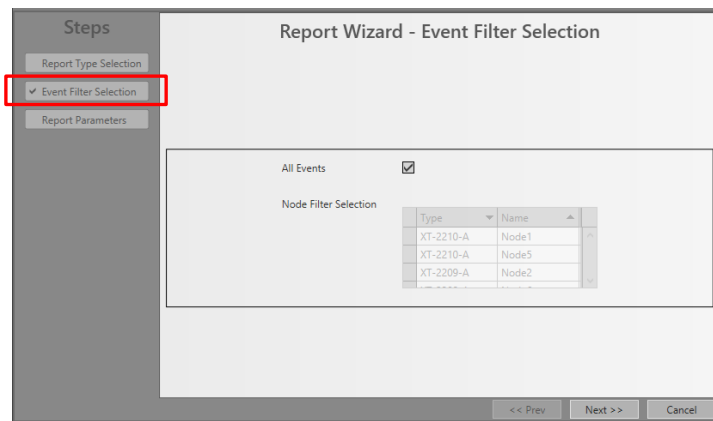 Steps
Report Type Selection
Event Filter Selection
Report Parameters
Report Wizard - Event Filter Selection
All Events
Node Filter Selection
Type Name
XT-2210-A Node1
XT-2210-A Node5
XT-2209-A Node2
<< Prev Next >> Cancel